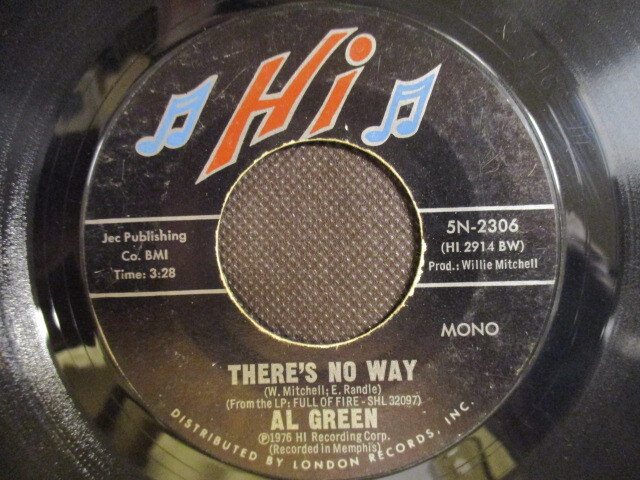 Hi
Jec Publishing
Co. BMI
Time: 3:28
5N-2306
(HI 2914 BW)
Prod.: Willie Mitchell
MONO
THERE'S NO WAY
(W. Mitchell; E. Randle)
(From the LP: FULL OF FIRE - SHL 32097)
AL GREEN
℗1976 HI Recording Corp.
(Recorded in Memphis)
DISTRIBUTED BY LONDON RECORDS, INC.